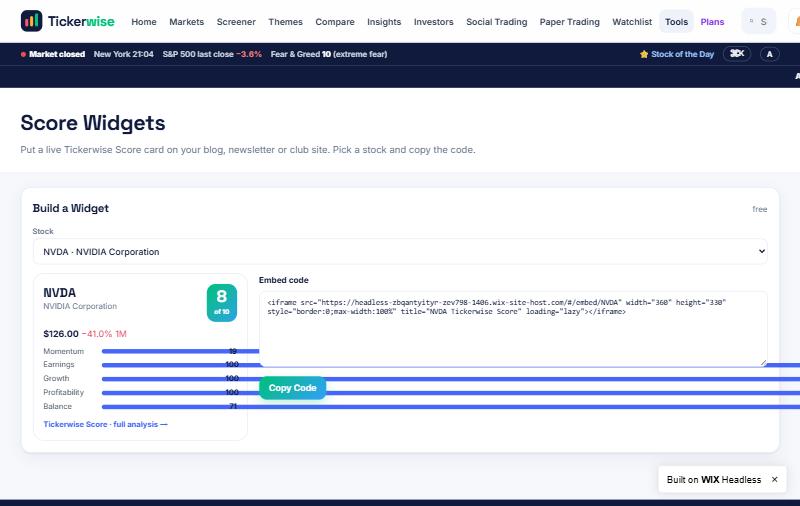 Tickerwise Home Markets Screener Themes Compare Insights Investors Social Trading Paper Trading Watchlist Tools Plans S
Market closed New York 21:04 S&P 500 last close −3.6% Fear & Greed 10 (extreme fear) ⭐ Stock of the Day A
Score Widgets
Put a live Tickerwise Score card on your blog, newsletter or club site. Pick a stock and copy the code.
Build a Widget free
Stock
NVDA · NVIDIA Corporation
NVDA
NVIDIA Corporation
8
of 10
$126.00 −41.0% 1M
Momentum 19
Earnings 100
Growth 100
Profitability 100
Balance 71
Tickerwise Score · full analysis —
Embed code
<iframe src="https://headless-zbqantyityr-zev798-1406.wix-site-host.com/#/embed/NVDA" width="360" height="330"
style="border:0;max-width:100%" title="NVDA Tickerwise Score" loading="lazy"></iframe>
Copy Code
Built on WIX Headless ×